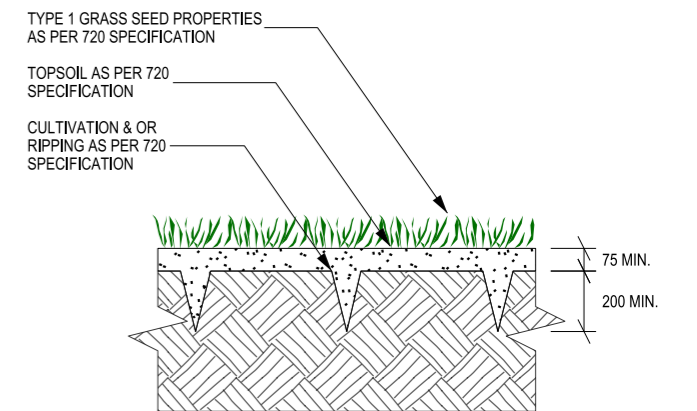 TYPE 1 GRASS SEED PROPERTIES
AS PER 720 SPECIFICATION
TOPSOIL AS PER 720
SPECIFICATION
CULTIVATION & OR
RIPPING AS PER 720
SPECIFICATION
75 MIN.
200 MIN.